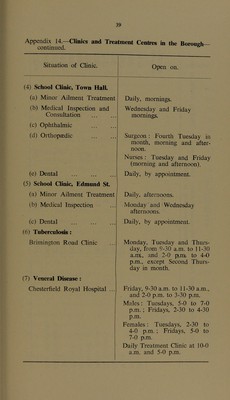 39
Appendix 14.—Clinics and Treatment Centres in the Borough—
continued.
Situation of Clinic.
Open on.
(4) School Clinic, Town Hall.
(a) Minor Ailment Treatment
Daily, mornings.
(b) Medical Inspection and
Consultation ... ...
Wednesday and Friday
mornings.
(c) Ophthalmic ... ...
(d) Orthopædic ... ...
Surgeon : Fourth Tuesday in
month, morning and after-
noon.
Nurses : Tuesday and Friday
(morning and afternoon).
(e) Dental ... ... ...
Daily, by appointment.
(5) School Clinic, Edmund St.
(a) Minor Ailment Treatment
Daily, afternoons.
(b) Medical Inspection ...
Monday and Wednesday
afternoons.
(c) Dental ... ... ...
Daily, by appointment.
(6) Tuberculosis :
Brimington Road Clinic ...
Monday, Tuesday and Thurs-
day, from 9-30 a.m. to 11-30
a.m., and 2-0 p.m. to 4-0
p.m., except Second Thurs-
day in month.
(7) Venereal Disease :
Chesterfield Royal Hospital ...
Friday, 9-30 a.m. to 11-30 a.m.,
and 2-0 p.m. to 3-30 p.m.
Males : Tuesdays, 5-0 to 7-0
p.m. ; Fridays, 2-30 to 4-30
p.m.
Females : Tuesdays, 2-30 to
4-0 p.m. ; Fridays, 5-0 to
7-0 p.m.
Daily Treatment Clinic at 10-0
a.m. and 5-0 p.m.